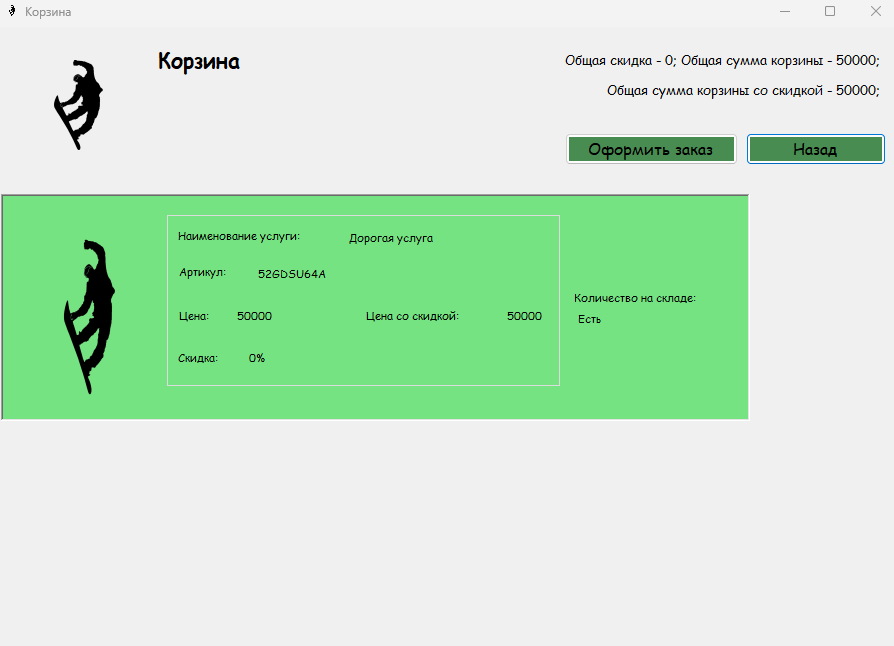 Корзина
Корзина
Общая скидка - 0; Общая сумма корзины - 50000;
Общая сумма корзины со скидкой - 50000;
Оформить заказ
Назад
Наименование услуги: Дорогая услуга
Артикул: 52GDSU64A
Цена: 50000 Цена со скидкой: 50000
Скидка: 0%
Количество на складе:
Есть